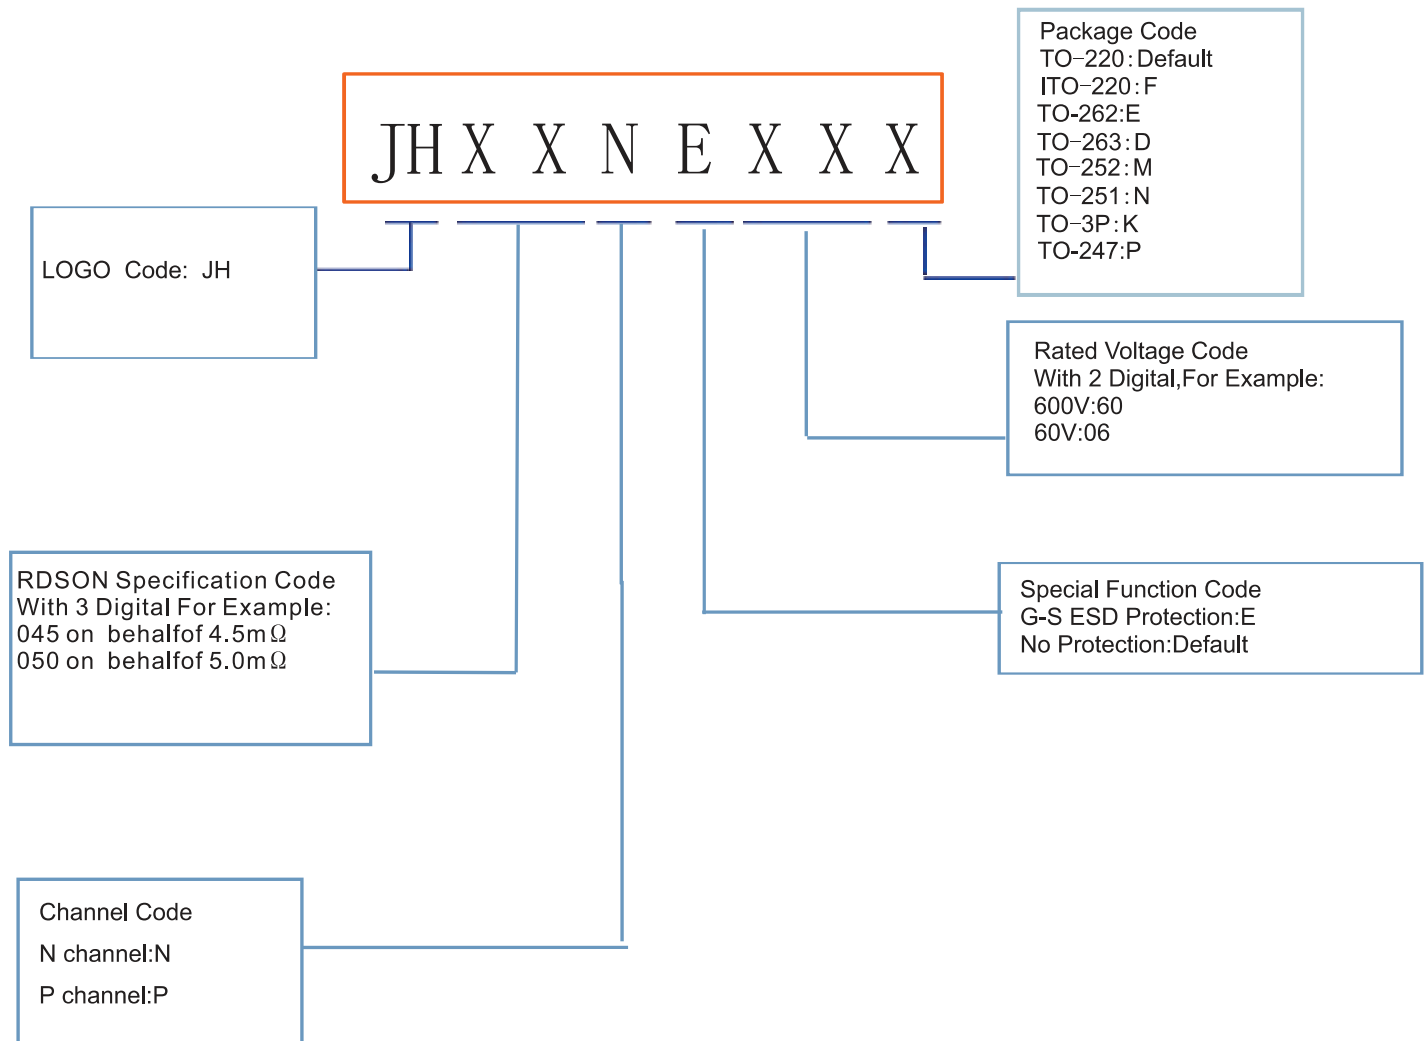 JH X X N E X X X
LOGO Code: JH
Package Code
TO-220:Default
ITO-220:F
TO-262:E
TO-263:D
TO-252:M
TO-251:N
TO-3P:K
TO-247:P
Rated Voltage Code
With 2 Digital,For Example:
600V:60
60V:06
RDSON Specification Code
With 3 Digital For Example:
045 on behalfof 4.5mΩ
050 on behalfof 5.0mΩ
Special Function Code
G-S ESD Protection:E
No Protection:Default
Channel Code
N channel:N
P channel:P